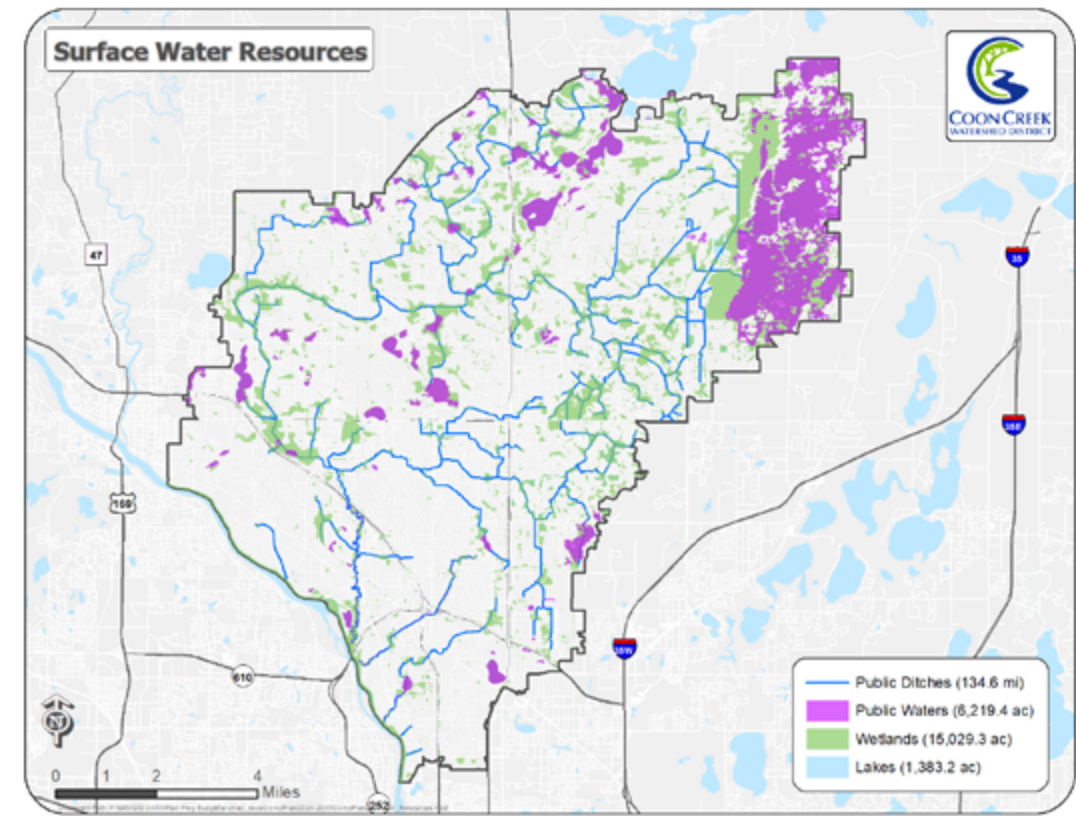 Surface Water Resources
COON CREEK
WATERSHED DISTRICT
47
35
35E
169
35W
610
N
0 1 2 4
Miles
252
Public Ditches (134.6 mi)
Public Waters (6,219.4 ac)
Wetlands (15,029.3 ac)
Lakes (1,383.2 ac)